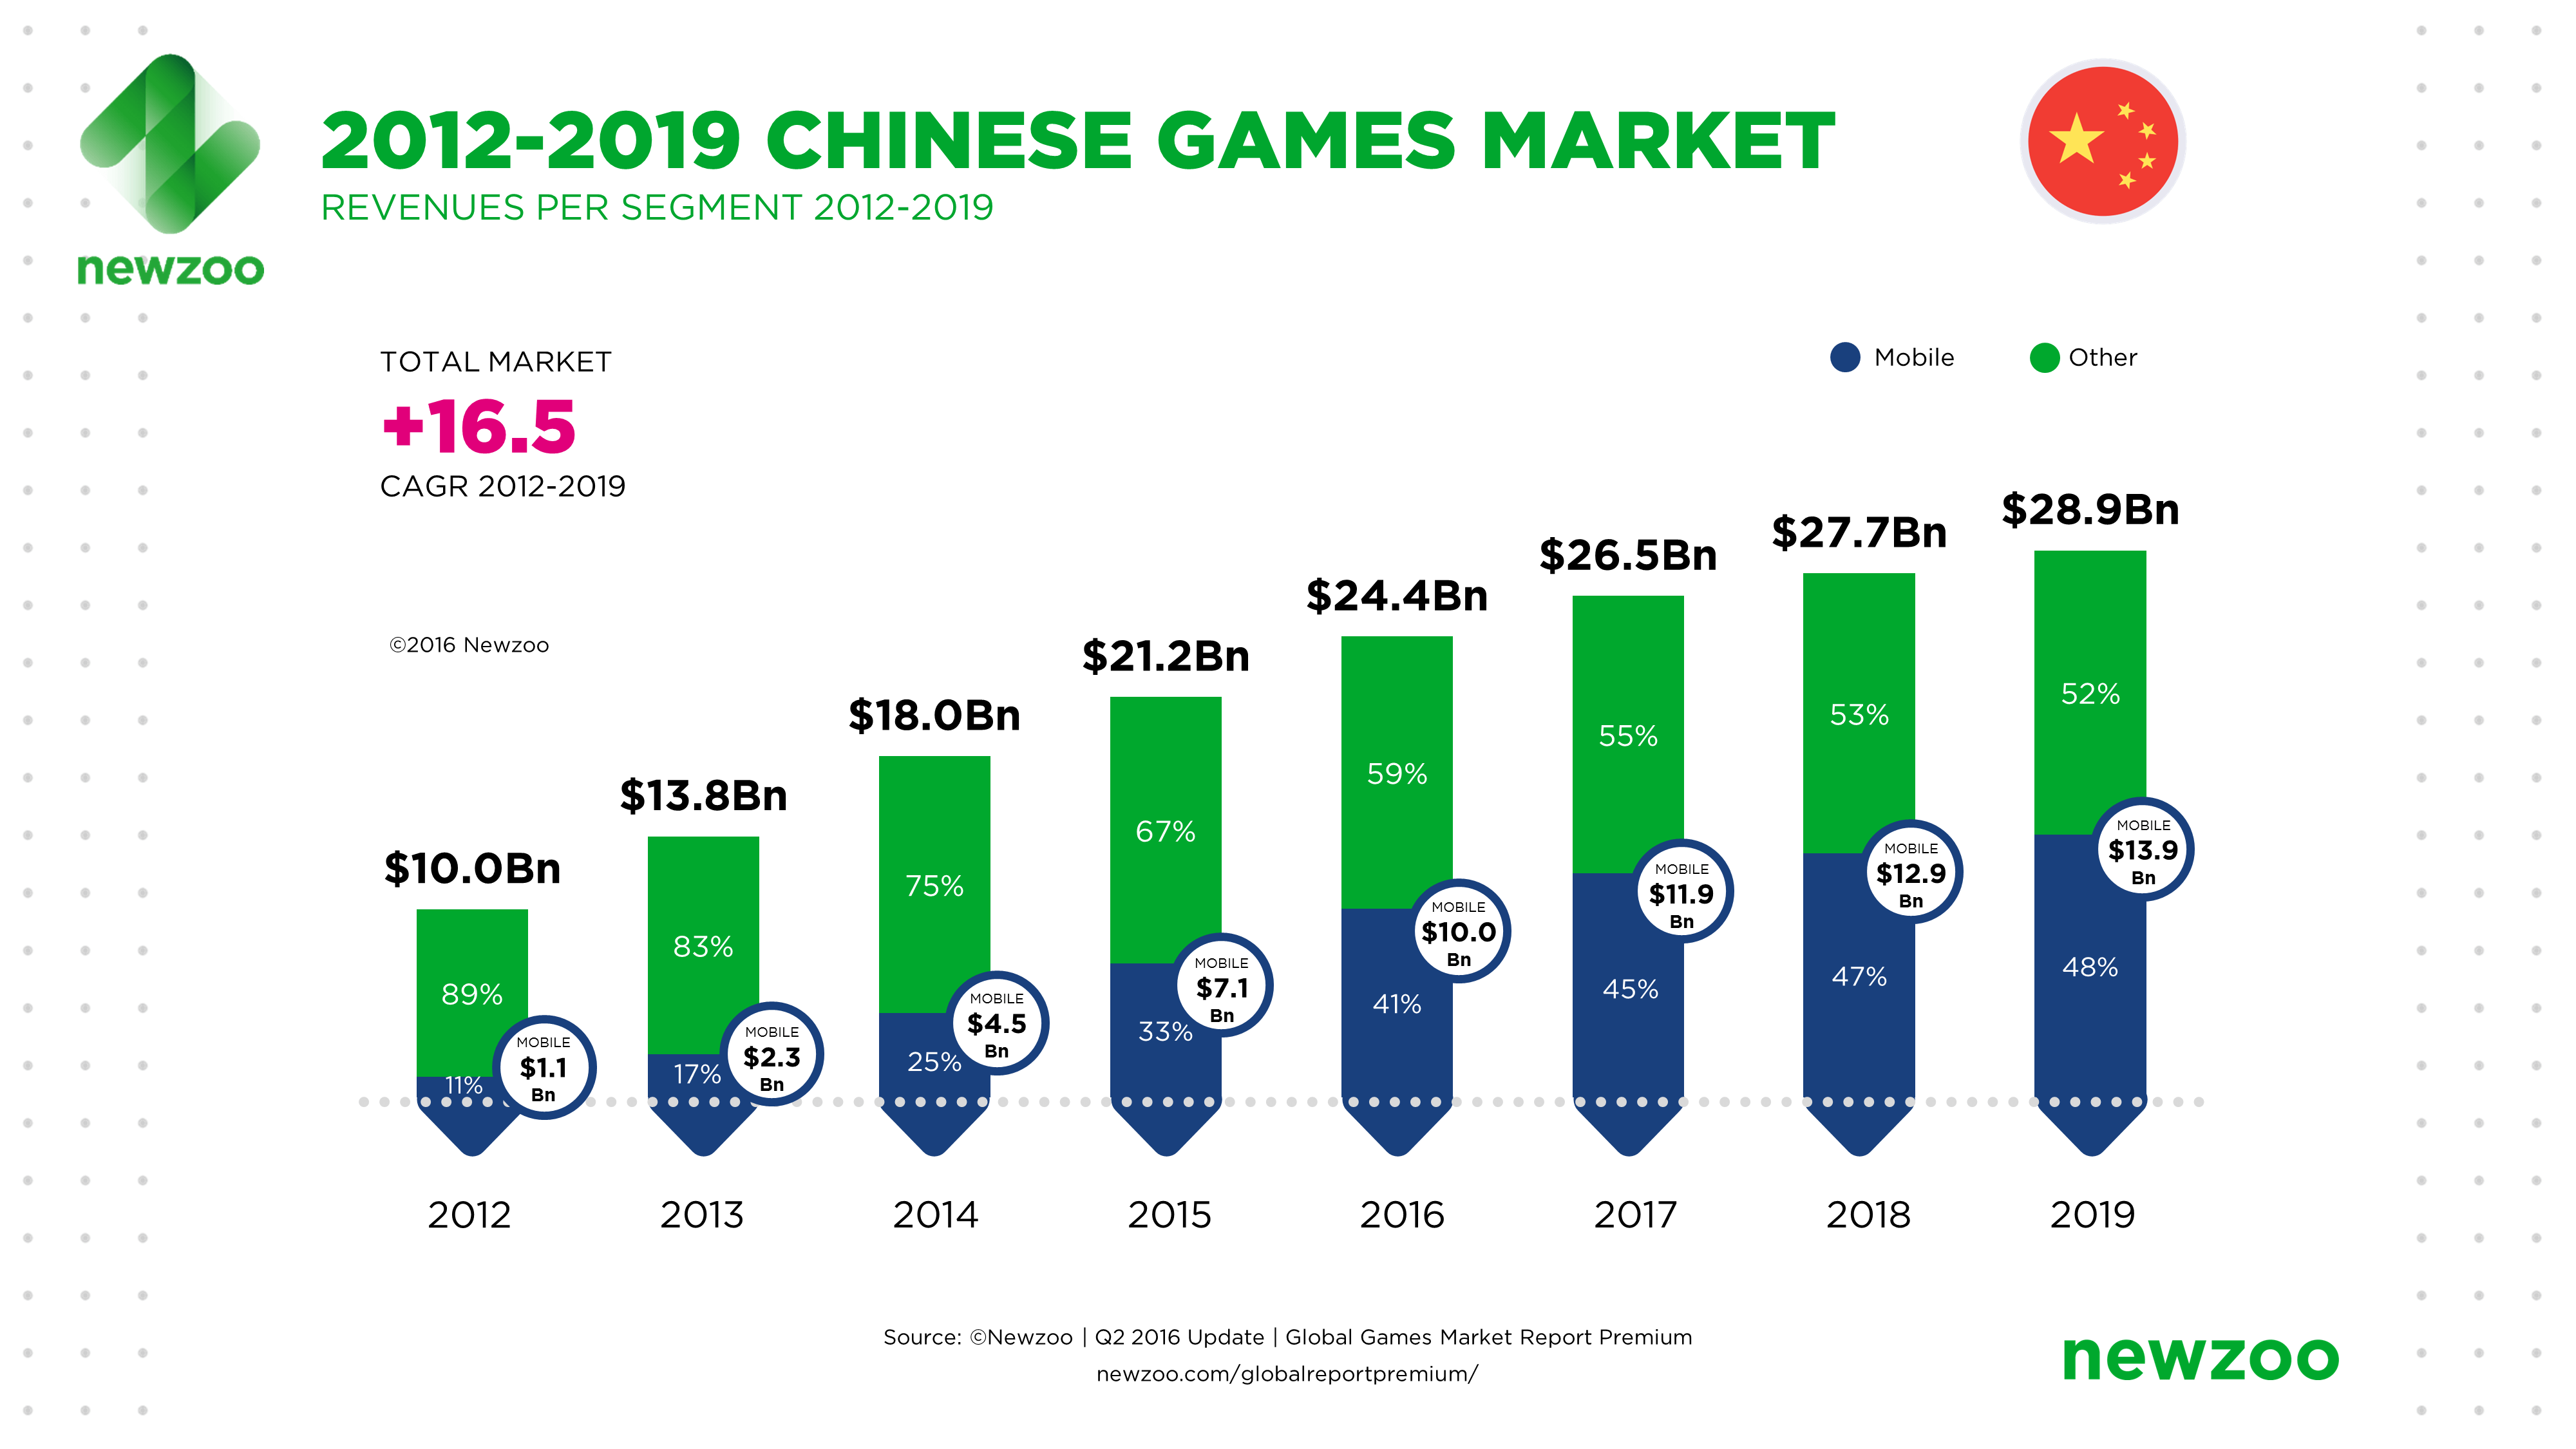 newzoo
2012-2019 CHINESE GAMES MARKET
REVENUES PER SEGMENT 2012-2019
TOTAL MARKET
+16.5
CAGR 2012-2019
©2016 Newzoo
Mobile
Other
$10.0Bn
89%
11%
MOBILE
$1.1
Bn
2012
$13.8Bn
83%
17%
MOBILE
$2.3
Bn
2013
$18.0Bn
75%
25%
MOBILE
$4.5
Bn
2014
$21.2Bn
67%
33%
MOBILE
$7.1
Bn
2015
$24.4Bn
59%
41%
MOBILE
$10.0
Bn
2016
$26.5Bn
55%
45%
MOBILE
$11.9
Bn
2017
$27.7Bn
53%
47%
MOBILE
$12.9
Bn
2018
$28.9Bn
52%
48%
MOBILE
$13.9
Bn
2019
Source: ©Newzoo | Q2 2016 Update | Global Games Market Report Premium
newzoo.com/globalreportpremium/
newzoo